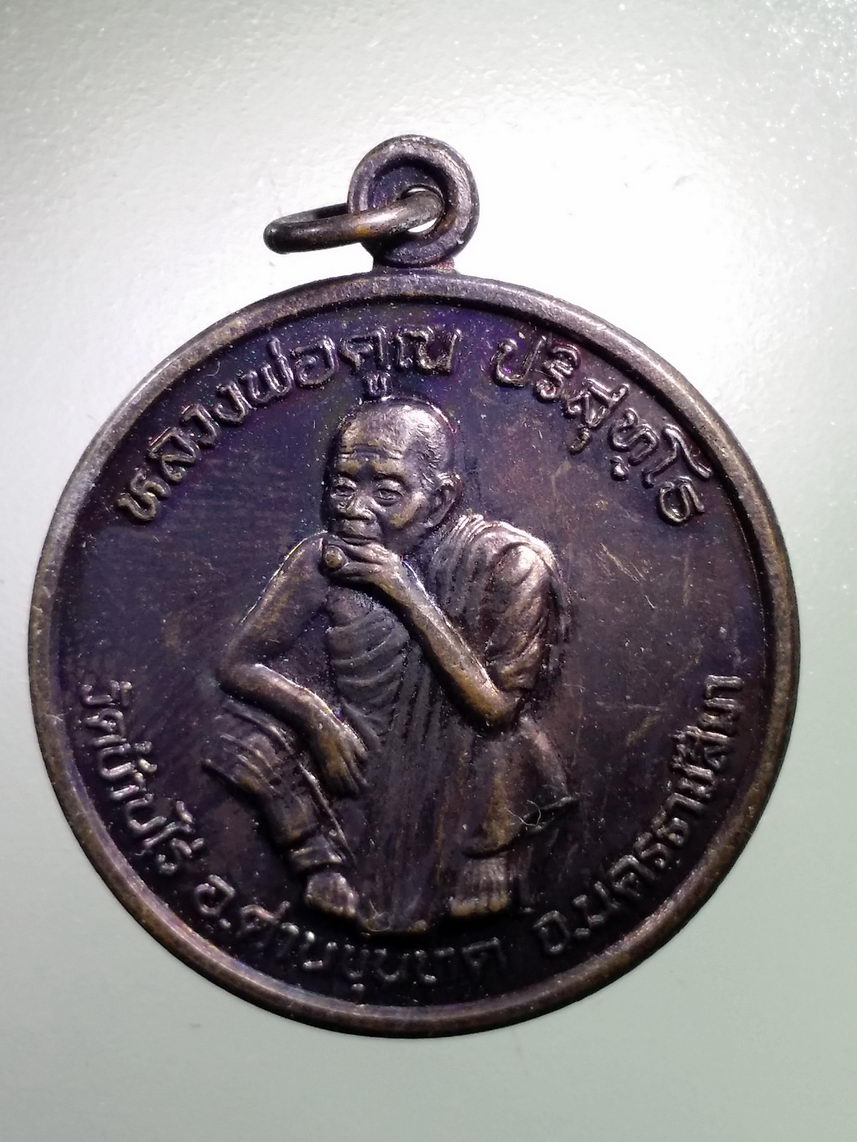 หลวงพ่อคูณ ปริสุทฺโธ
วัดบ้านไร่ อ.ด่านขุนทด จ.นครราชสีมา